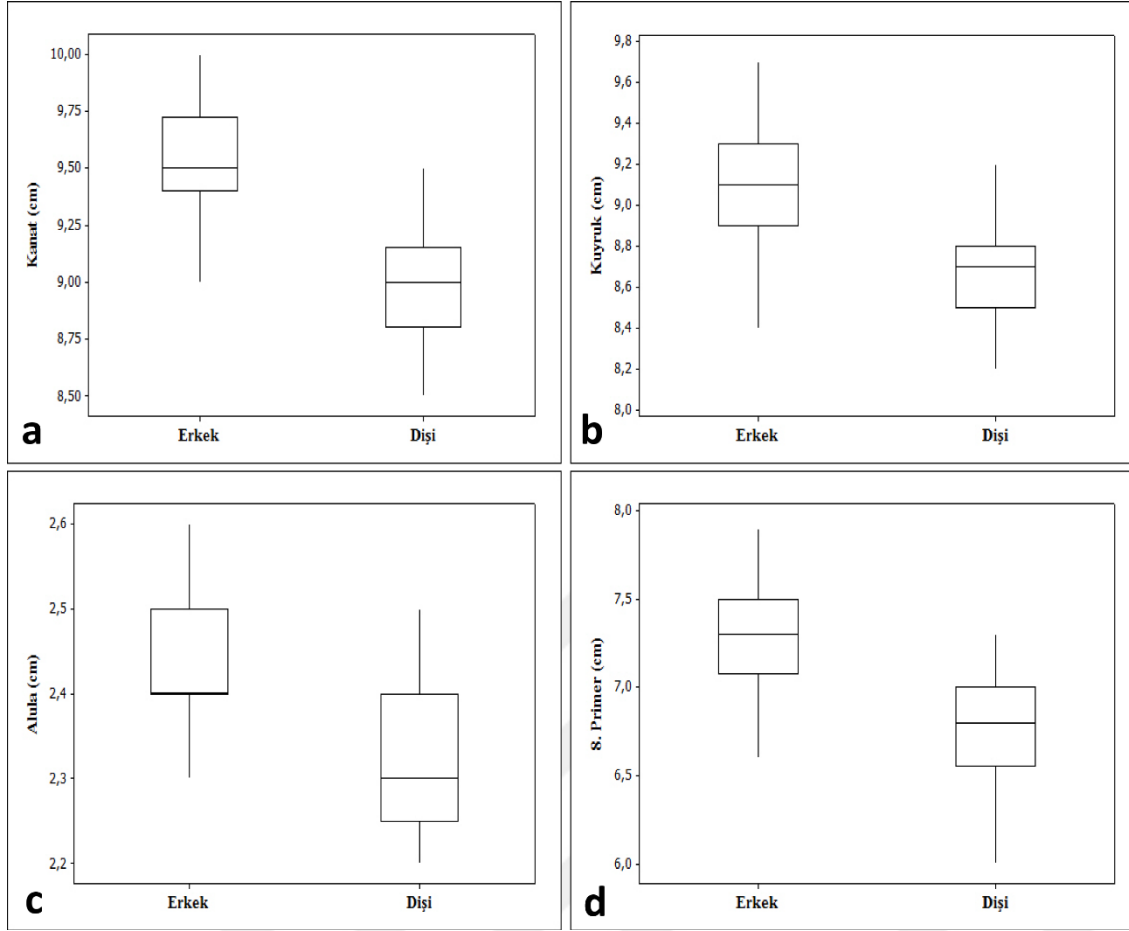 Kanat (cm)
10,00
9,75
9,50
9,25
9,00
8,75
8,50
Erkek Dişi
a
Kuyruk (cm)
9,8
9,6
9,4
9,2
9,0
8,8
8,6
8,4
8,2
8,0
Erkek Dişi
b
Alula (cm)
2,6
2,5
2,4
2,3
2,2
Erkek Dişi
c
8. Primer (cm)
8,0
7,5
7,0
6,5
6,0
Erkek Dişi
d